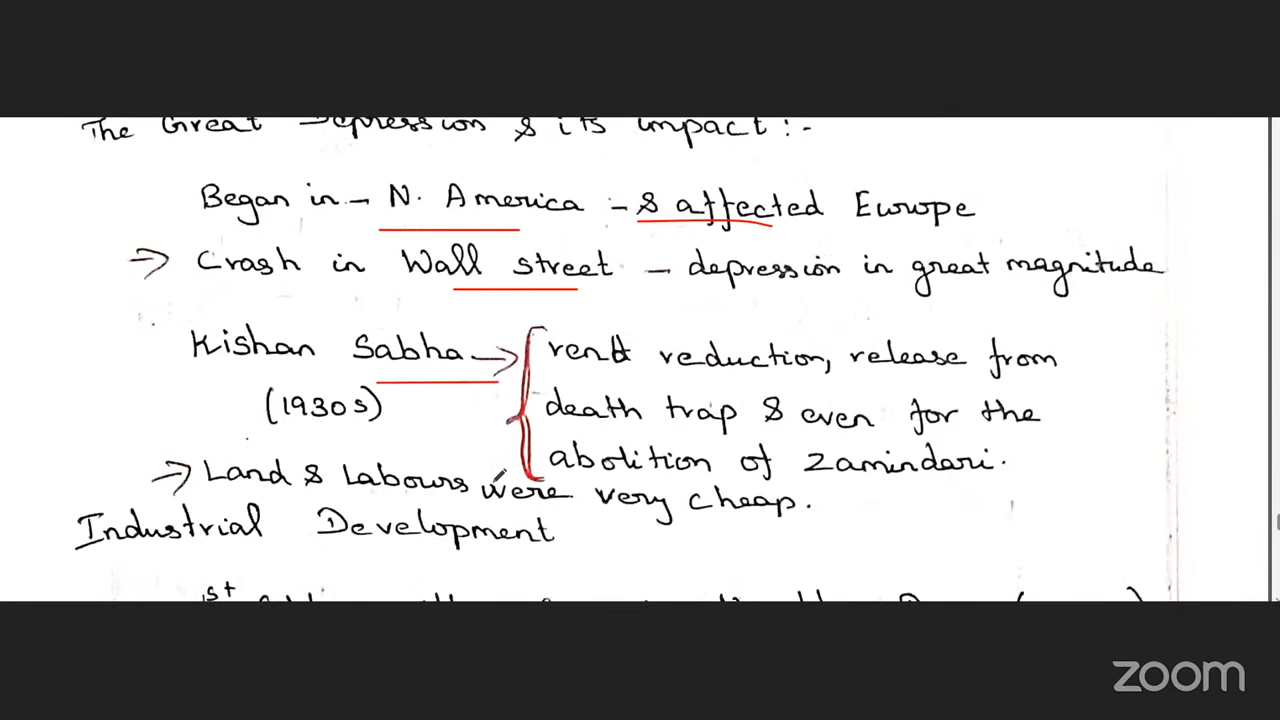 The Great Depression & its impact :-
Began in - N. America - & affected Europe
→ Crash in Wall street - depression in great magnitude
Kishan Sabha → { rent reduction, release from
(1930s) death trap & even for the
abolition of Zamindari.
→ Land & Labours were very cheap.
Industrial Development
1st
zoom